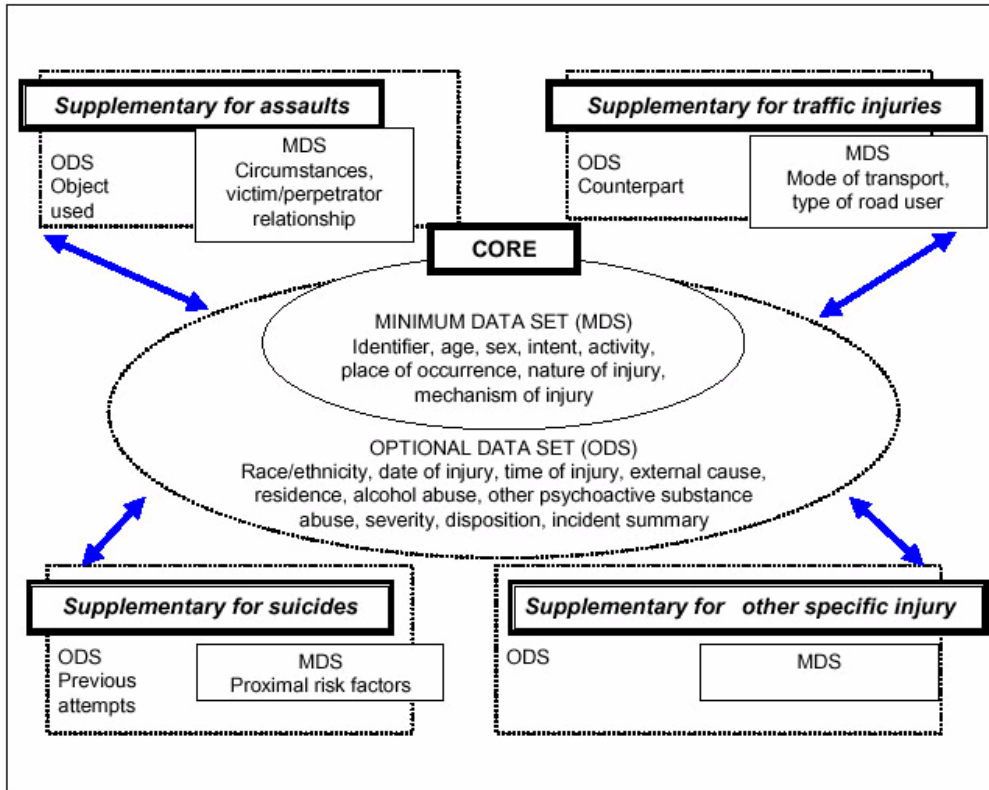 Supplementary for assaults
ODS
Object
used
MDS
Circumstances,
victim/perpetrator
relationship
Supplementary for traffic injuries
ODS
Counterpart
MDS
Mode of transport,
type of road user
CORE
MINIMUM DATA SET (MDS)
Identifier, age, sex, intent, activity,
place of occurrence, nature of injury,
mechanism of injury
OPTIONAL DATA SET (ODS)
Race/ethnicity, date of injury, time of injury, external cause,
residence, alcohol abuse, other psychoactive substance
abuse, severity, disposition, incident summary
Supplementary for suicides
ODS
Previous
attempts
MDS
Proximal risk factors
Supplementary for other specific injury
ODS
MDS